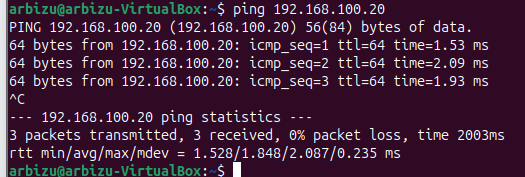 arbizu@arbizu-VirtualBox:~$ ping 192.168.100.20
PING 192.168.100.20 (192.168.100.20) 56(84) bytes of data.
64 bytes from 192.168.100.20: icmp_seq=1 ttl=64 time=1.53 ms
64 bytes from 192.168.100.20: icmp_seq=2 ttl=64 time=2.09 ms
64 bytes from 192.168.100.20: icmp_seq=3 ttl=64 time=1.93 ms
^C
--- 192.168.100.20 ping statistics ---
3 packets transmitted, 3 received, 0% packet loss, time 2003ms
rtt min/avg/max/mdev = 1.528/1.848/2.087/0.235 ms
arbizu@arbizu-VirtualBox:~$